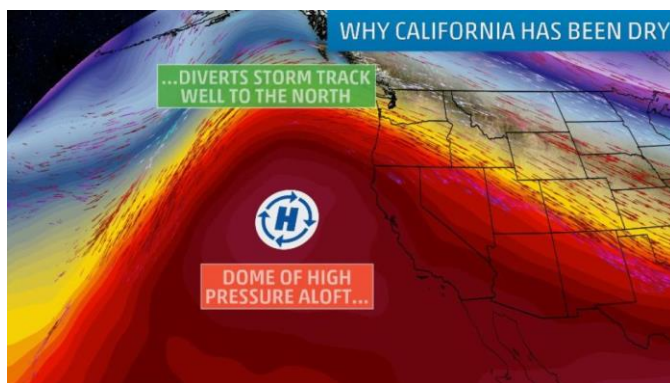 WHY CALIFORNIA HAS BEEN DRY
...DIVERTS STORM TRACK
WELL TO THE NORTH
H
DOME OF HIGH
PRESSURE ALOFT...